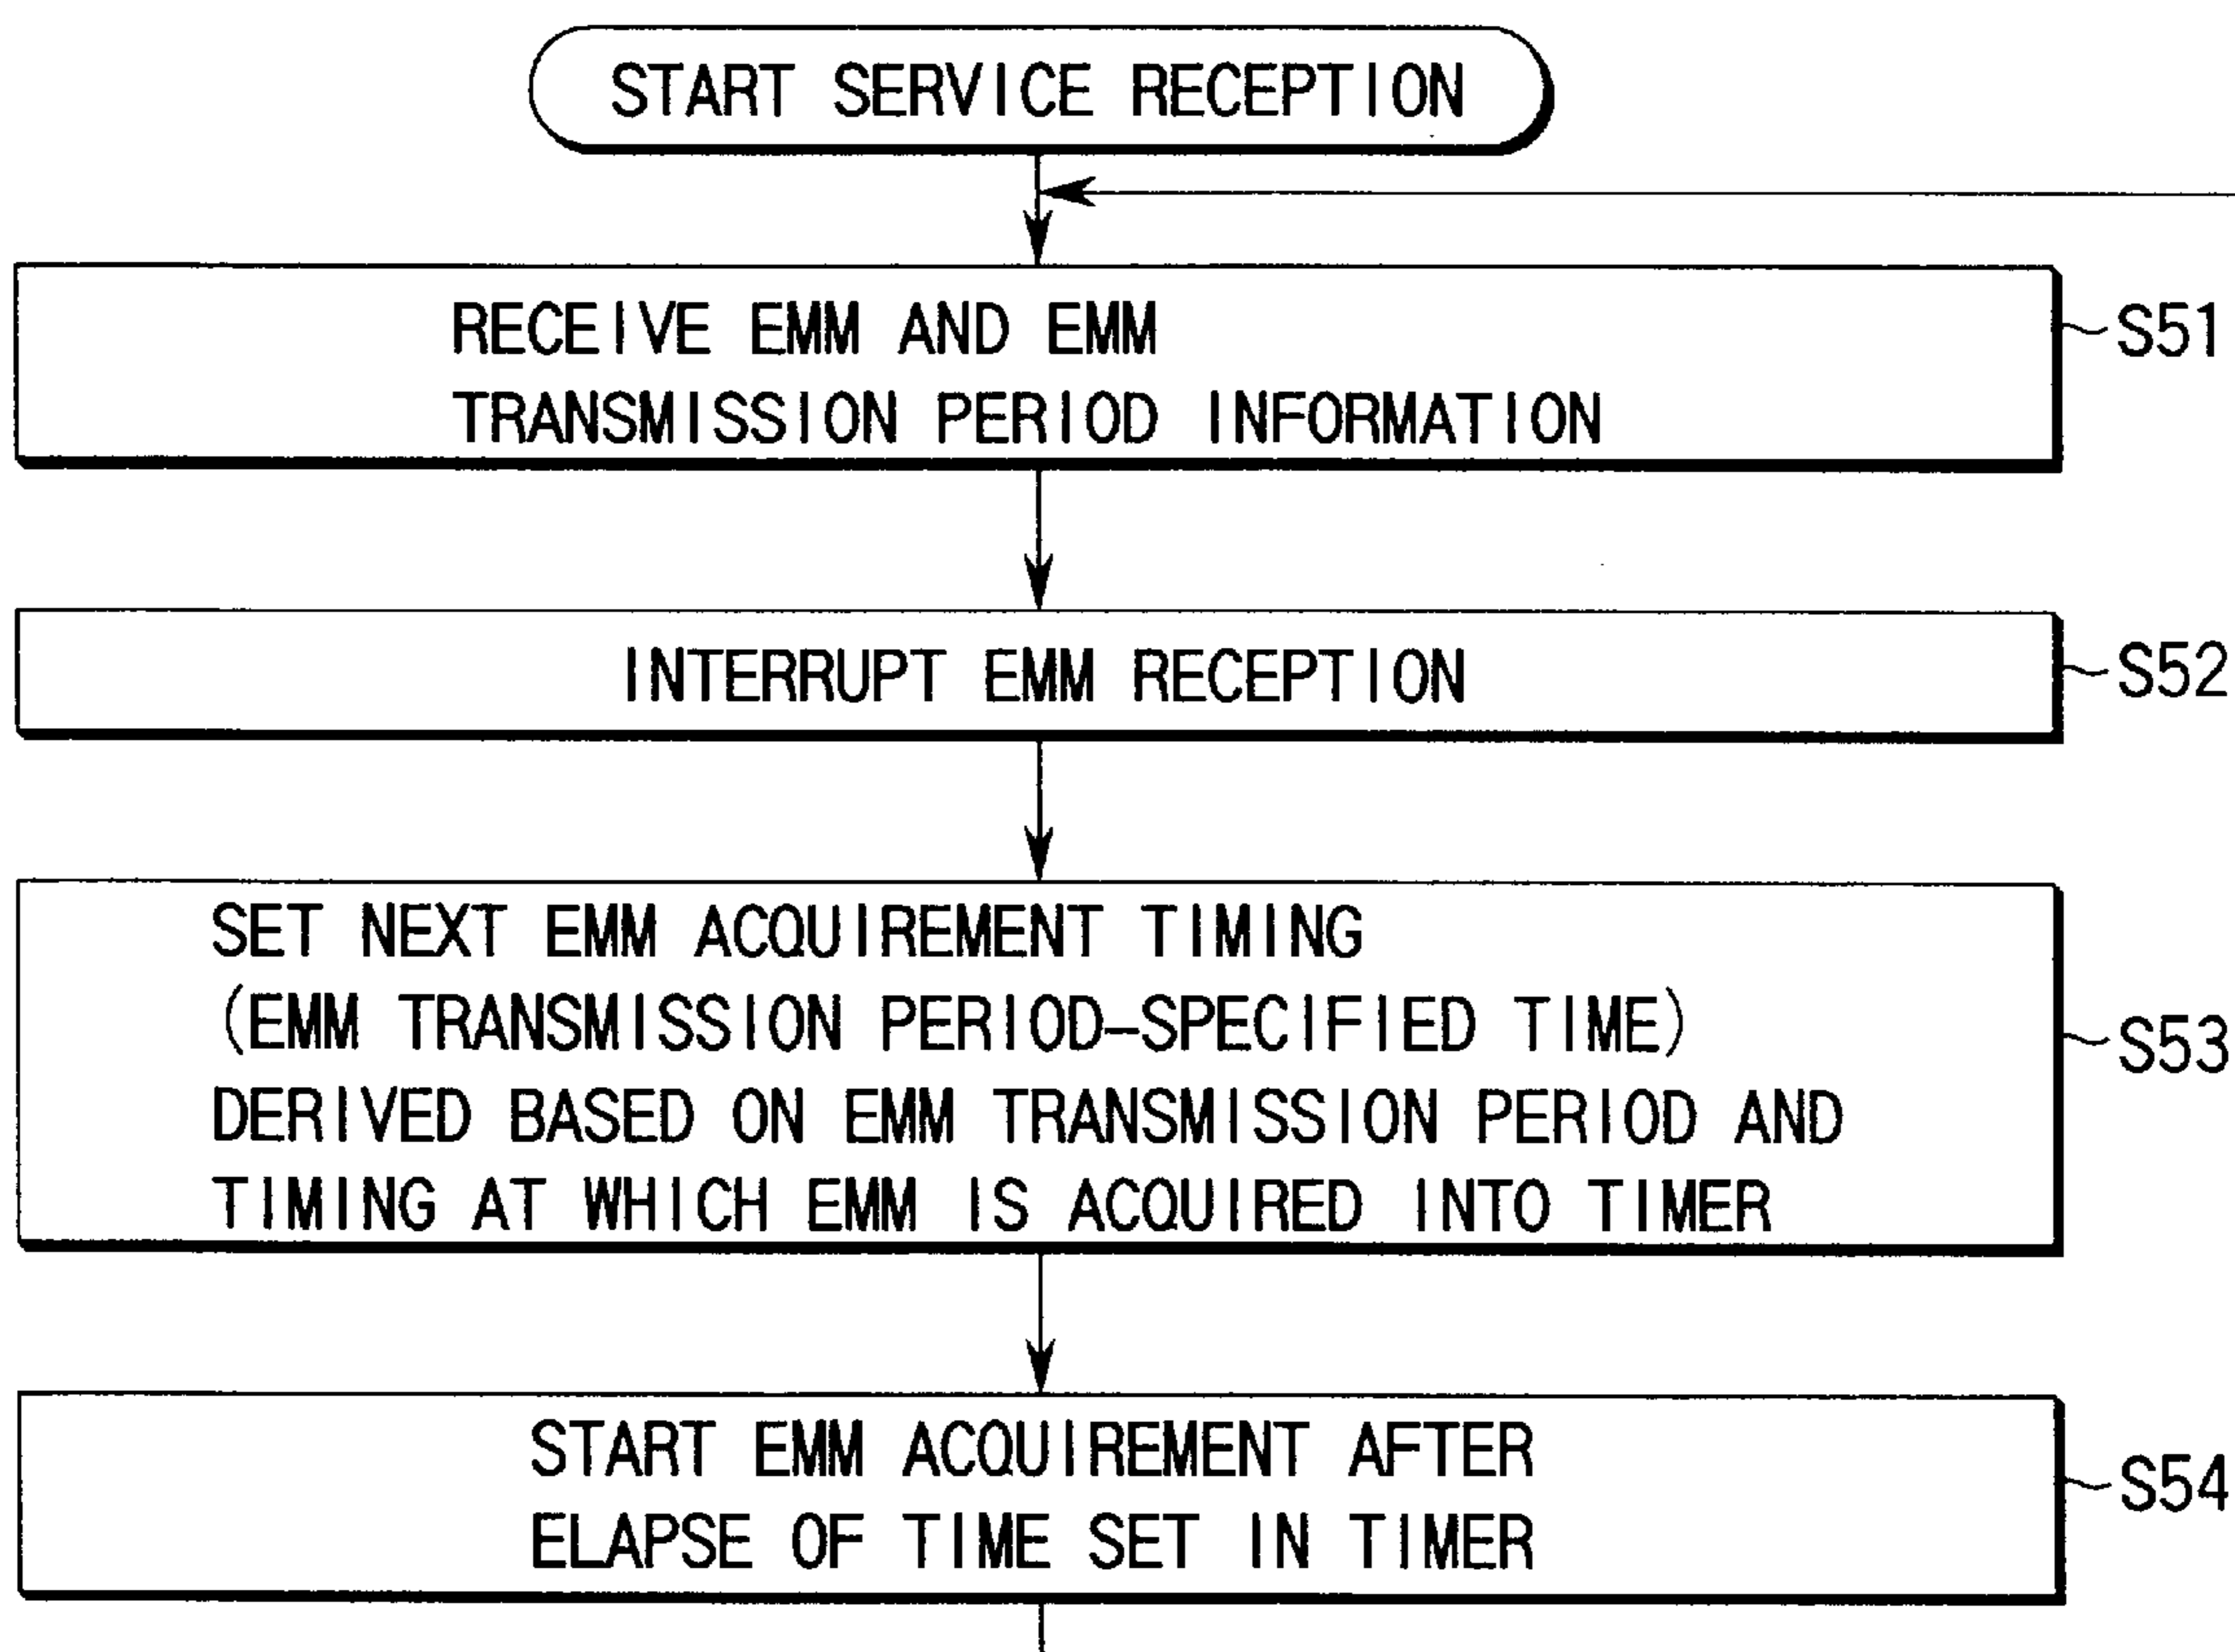 START SERVICE RECEPTION
RECEIVE EMM AND EMM
TRANSMISSION PERIOD INFORMATION
S51
INTERRUPT EMM RECEPTION
S52
SET NEXT EMM ACQUIREMENT TIMING
(EMM TRANSMISSION PERIOD-SPECIFIED TIME)
DERIVED BASED ON EMM TRANSMISSION PERIOD AND
TIMING AT WHICH EMM IS ACQUIRED INTO TIMER
S53
START EMM ACQUIREMENT AFTER
ELAPSE OF TIME SET IN TIMER
S54